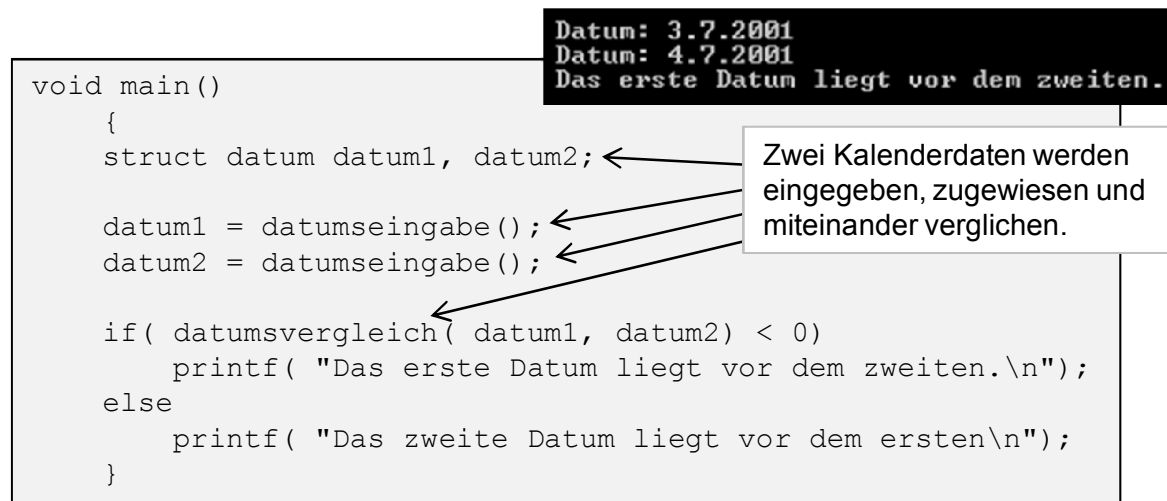 Datum: 3.7.2001
Datum: 4.7.2001
Das erste Datum liegt vor dem zweiten.
void main()
{
struct datum datum1, datum2;
Zwei Kalenderdaten werden
eingegeben, zugewiesen und
miteinander verglichen.
datum1 = datumseingabe();
datum2 = datumseingabe();
if( datumsvergleich( datum1, datum2) < 0)
printf( "Das erste Datum liegt vor dem zweiten.\n");
else
printf( "Das zweite Datum liegt vor dem ersten\n");
}